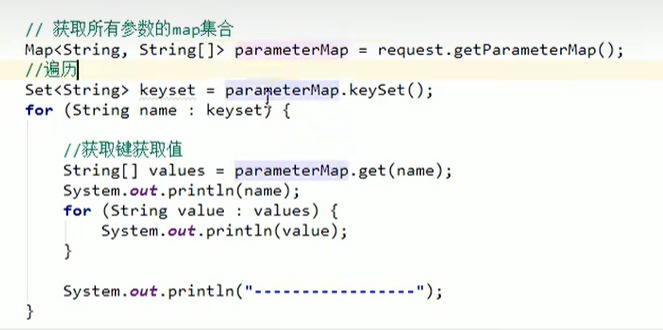 // 获取所有参数的map集合
Map<String, String[]> parameterMap = request.getParameterMap();
//遍历
Set<String> keyset = parameterMap.keySet();
for (String name : keyset) {
//获取键获取值
String[] values = parameterMap.get(name);
System.out.println(name);
for (String value : values) {
System.out.println(value);
}
System.out.println("-----------------");
}